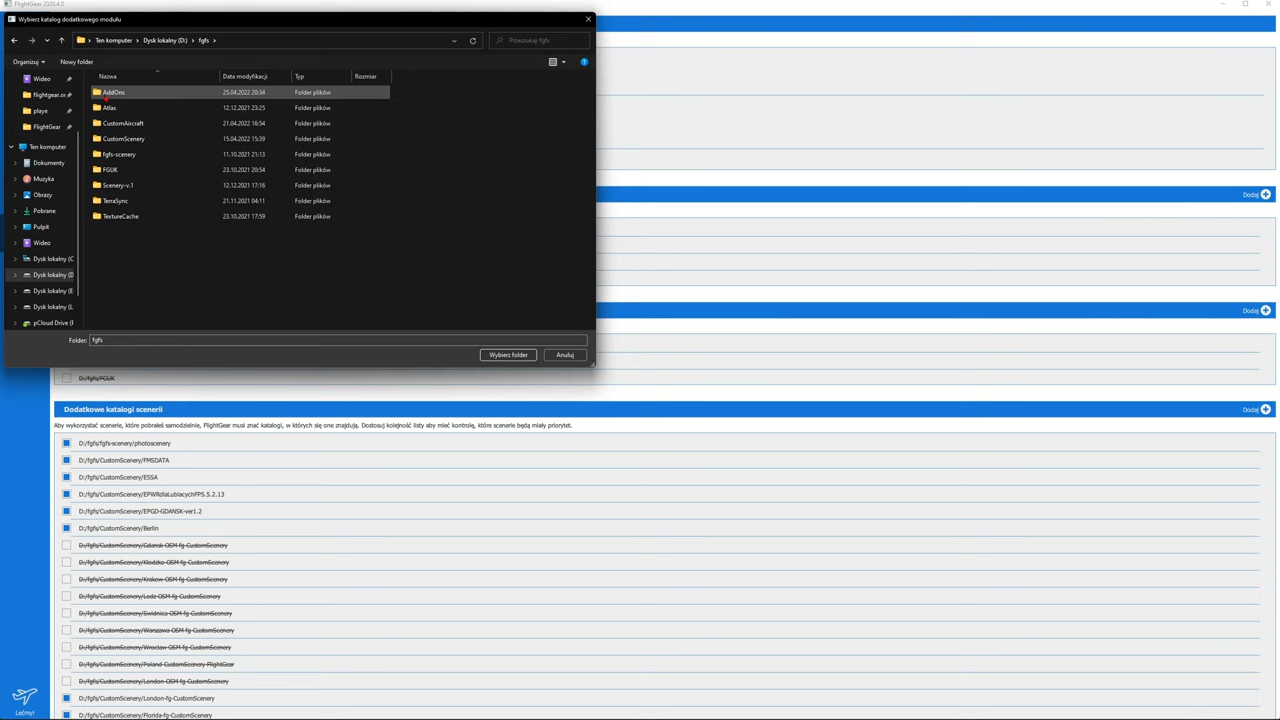 FlightGear 2020.4.0
Wybierz katalog dodatkowego modułu
Ten komputer
Dysk lokalny (D:)
fgfs
Przeszukaj: fgfs
Organizuj
Nowy folder
Nazwa
Data modyfikacji
Typ
Rozmiar
Wideo
flightgear.or
playe
FlightGear
Ten komputer
Dokumenty
Muzyka
Obrazy
Pobrane
Pulpit
Wideo
Dysk lokalny (C
Dysk lokalny (D
Dysk lokalny (E
Dysk lokalny (L
pCloud Drive (F
AddOns 25.04.2022 20:34 Folder plików
Atlas 12.12.2021 23:25 Folder plików
CustomAircraft 21.04.2022 16:54 Folder plików
CustomScenery 15.04.2022 15:39 Folder plików
fgfs-scenery 11.10.2021 21:13 Folder plików
FGUK 23.10.2021 20:54 Folder plików
Scenery-v.1 12.12.2021 17:16 Folder plików
TerraSync 21.11.2021 04:11 Folder plików
TextureCache 23.10.2021 17:59 Folder plików
Folder: fgfs
Wybierz folder
Anuluj
Dodaj
Dodaj
D:/fgfs/FGUK
Dodatkowe katalogi scenerii
Dodaj
Aby wykorzystać scenerie, które pobrałeś samodzielnie, FlightGear musi znać katalogi, w których się one znajdują. Dostosuj kolejność listy aby mieć kontrolę, które scenerie będą miały priorytet.
D:/fgfs/fgfs-scenery/photoscenery
D:/fgfs/CustomScenery/FMSDATA
D:/fgfs/CustomScenery/ESSA
D:/fgfs/CustomScenery/EPWRdlaLubiacychFPS.5.2.13
D:/fgfs/CustomScenery/EPGD-GDANSK-ver1.2
D:/fgfs/CustomScenery/Berlin
D:/fgfs/CustomScenery/Gdansk-OSM-fg-CustomScenery
D:/fgfs/CustomScenery/Klodzko-OSM-fg-CustomScenery
D:/fgfs/CustomScenery/Krakow-OSM-fg-CustomScenery
D:/fgfs/CustomScenery/Lodz-OSM-fg-CustomScenery
D:/fgfs/CustomScenery/Swidnica-OSM-fg-CustomScenery
D:/fgfs/CustomScenery/Warszawa-OSM-fg-CustomScenery
D:/fgfs/CustomScenery/Wroclaw-OSM-fg-CustomScenery
D:/fgfs/CustomScenery/Poland-CustomScenery-FlightGear
D:/fgfs/CustomScenery/London-OSM-fg-CustomScenery
D:/fgfs/CustomScenery/London-fg-CustomScenery
D:/fgfs/CustomScenery/Florida-fg-CustomScenery
Lećmy!